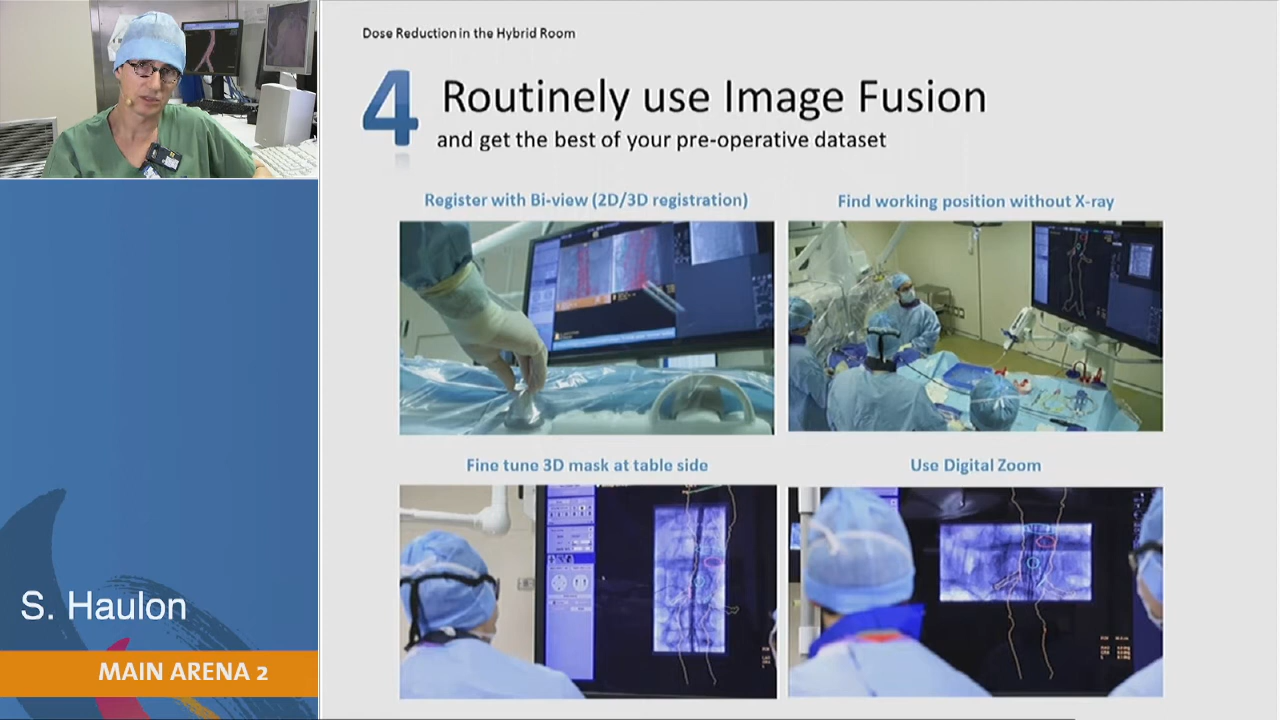 Dose Reduction in the Hybrid Room
4 Routinely use Image Fusion
and get the best of your pre-operative dataset
Register with Bi-view (2D/3D registration)
Find working position without X-ray
Fine tune 3D mask at table side
Use Digital Zoom
S. Haulon
MAIN ARENA 2